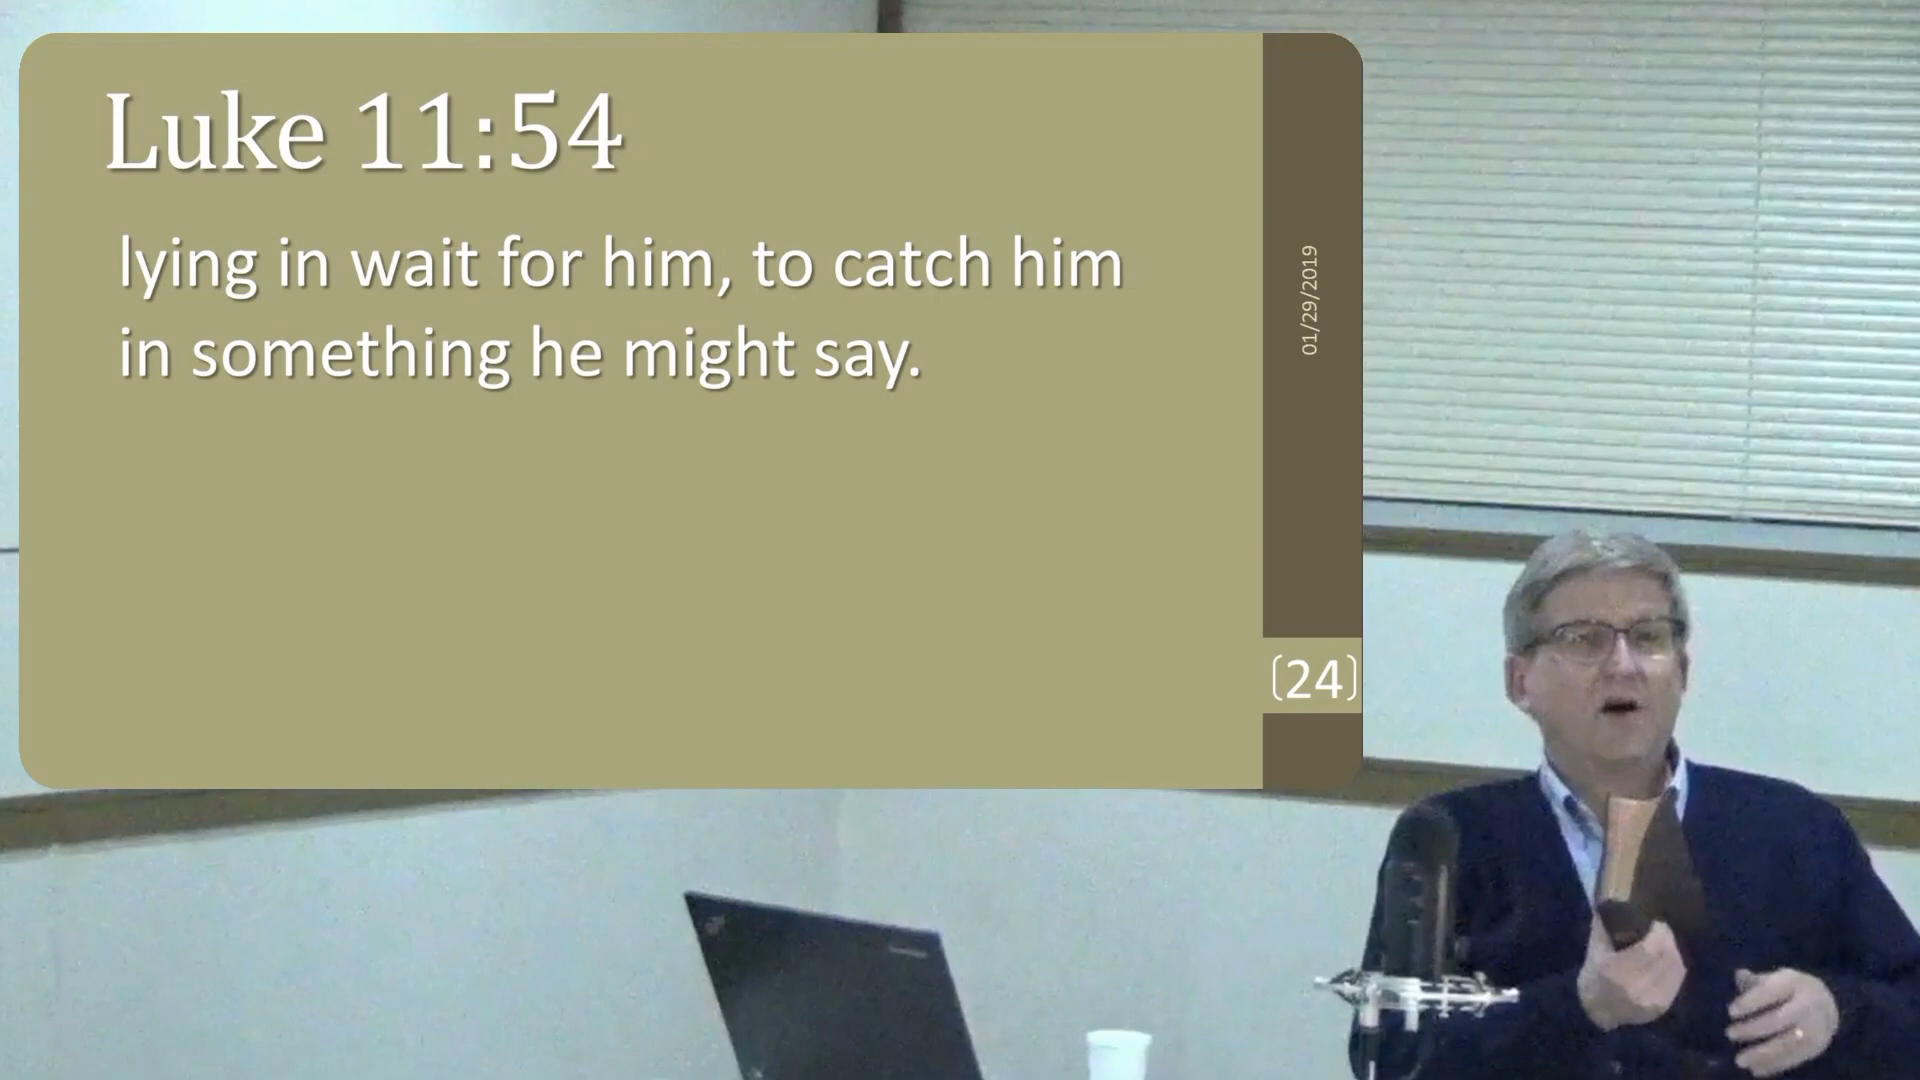 Luke 11:54
lying in wait for him, to catch him
in something he might say.
01/29/2019
(24)